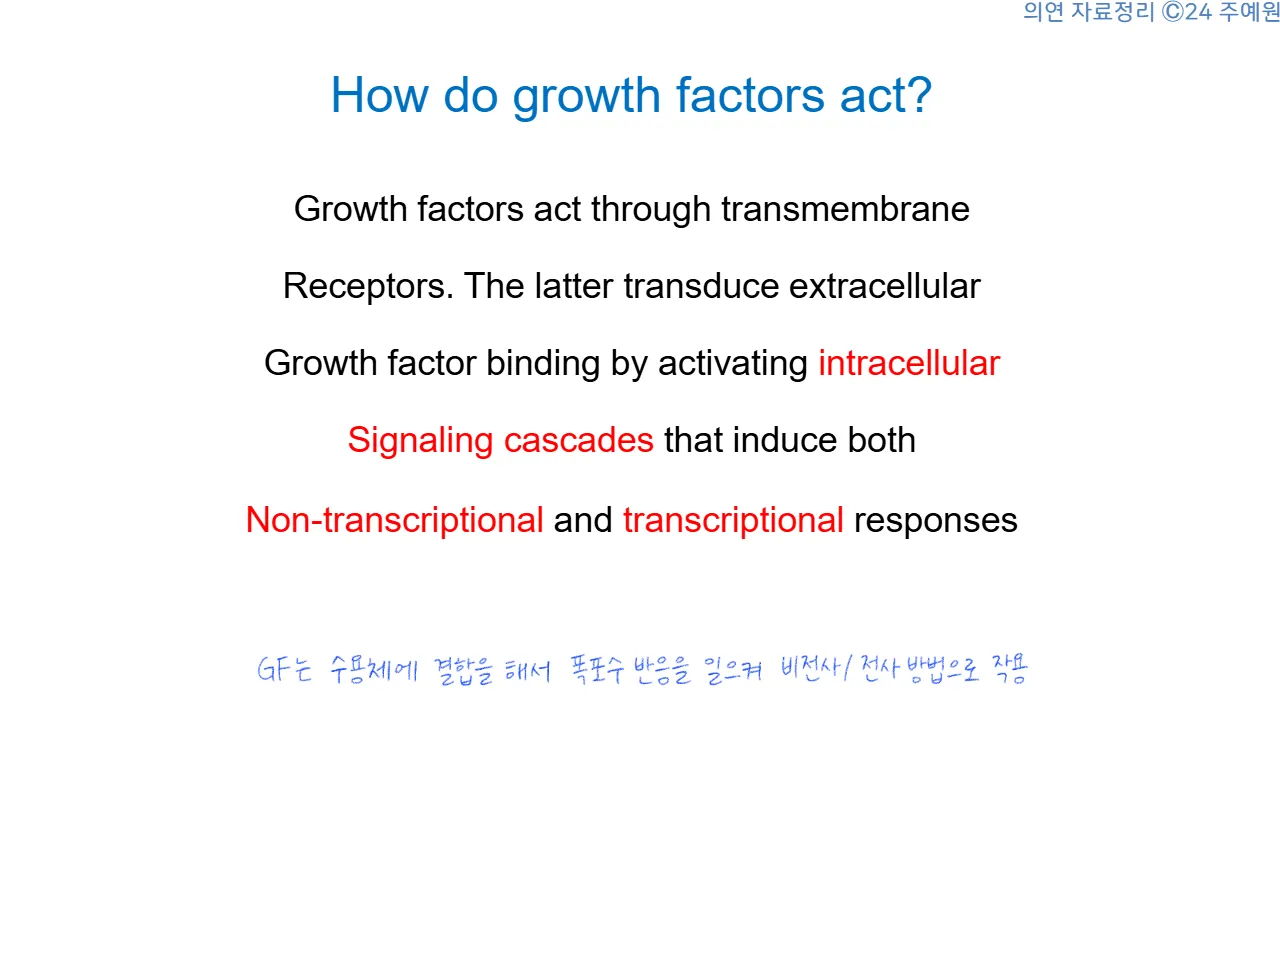 의연 자료정리 Ⓒ24 주예원
How do growth factors act?
Growth factors act through transmembrane
Receptors. The latter transduce extracellular
Growth factor binding by activating intracellular
Signaling cascades that induce both
Non-transcriptional and transcriptional responses
GF는 수용체에 결합을 해서 폭포수 반응을 일으켜 비전사/전사 방법으로 작용